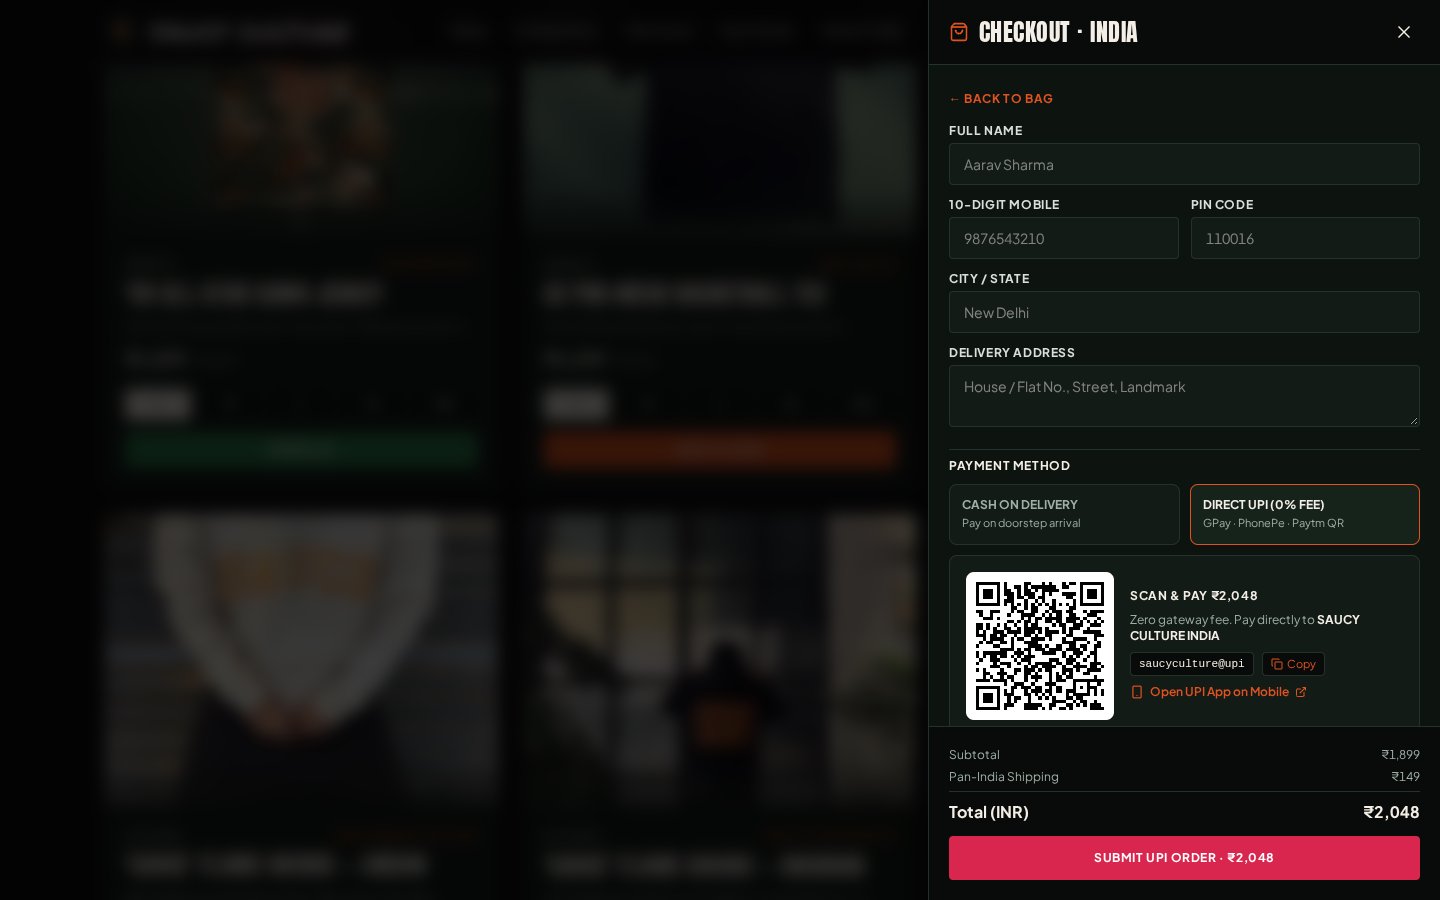 CHECKOUT · INDIA
← BACK TO BAG
FULL NAME
Aarav Sharma
10-DIGIT MOBILE
PIN CODE
9876543210
110016
CITY / STATE
New Delhi
DELIVERY ADDRESS
House / Flat No., Street, Landmark
PAYMENT METHOD
CASH ON DELIVERY
Pay on doorstep arrival
DIRECT UPI (0% FEE)
GPay · PhonePe · Paytm QR
SCAN & PAY ₹2,048
Zero gateway fee. Pay directly to SAUCY
CULTURE INDIA
saucyculture@upi
Copy
Open UPI App on Mobile
Subtotal ₹1,899
Pan-India Shipping ₹149
Total (INR) ₹2,048
SUBMIT UPI ORDER · ₹2,048